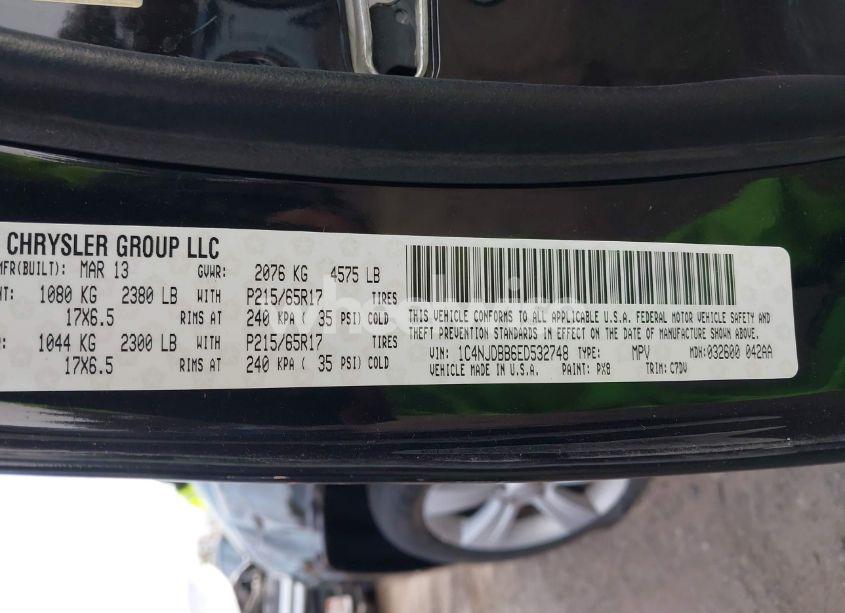 CHRYSLER GROUP LLC
MFR(BUILT): MAR 13 GVWR: 2076 KG 4575 LB
1080 KG 2380 LB WITH P215/65R17 TIRES
17X6.5 RIMS AT 240 KPA ( 35 PSI) COLD
1044 KG 2300 LB WITH P215/65R17 TIRES
17X6.5 RIMS AT 240 KPA ( 35 PSI) COLD
THIS VEHICLE CONFORMS TO ALL APPLICABLE U.S.A. FEDERAL MOTOR VEHICLE SAFETY AND
THEFT PREVENTION STANDARDS IN EFFECT ON THE DATE OF MANUFACTURE SHOWN ABOVE.
VIN: 1C4NJDBB6ED532748 TYPE: MPV MDH:032600 042AA
VEHICLE MADE IN U.S.A. PAINT: PX8 TRIM: C7DV